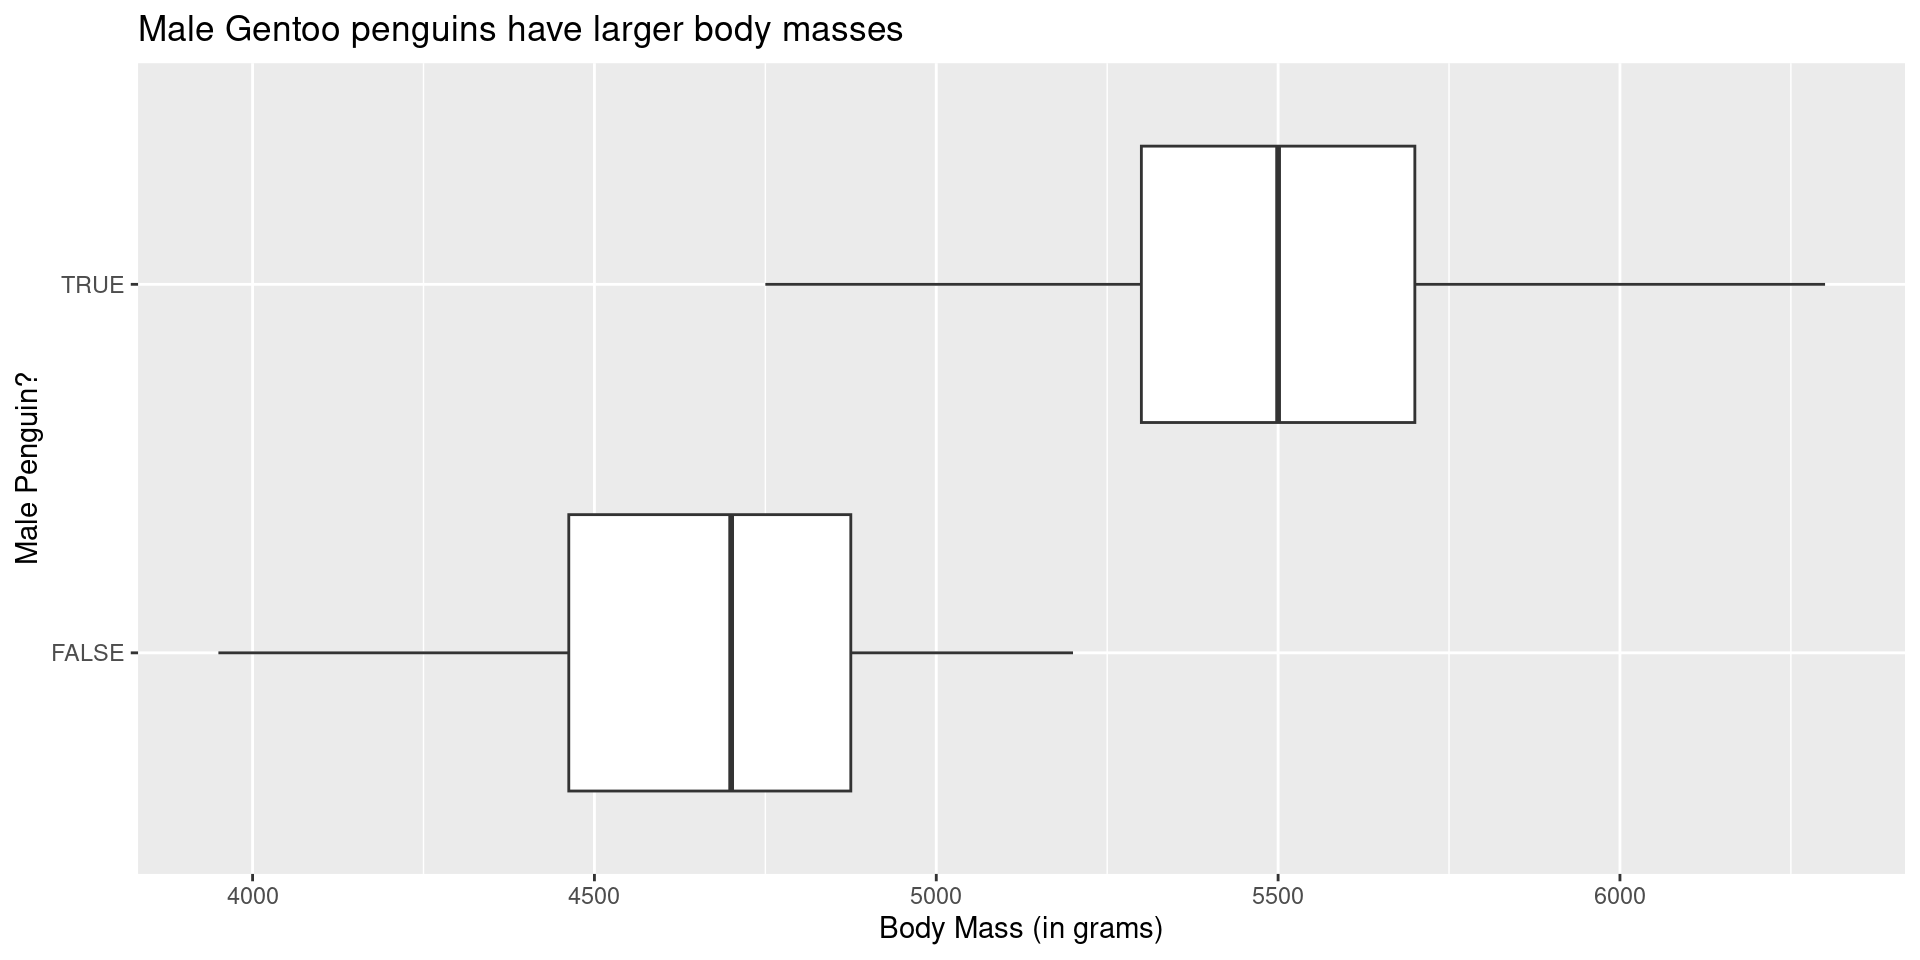 Male Gentoo penguins have larger body masses
Male Penguin?
TRUE
FALSE
4000 4500 5000 5500 6000
Body Mass (in grams)